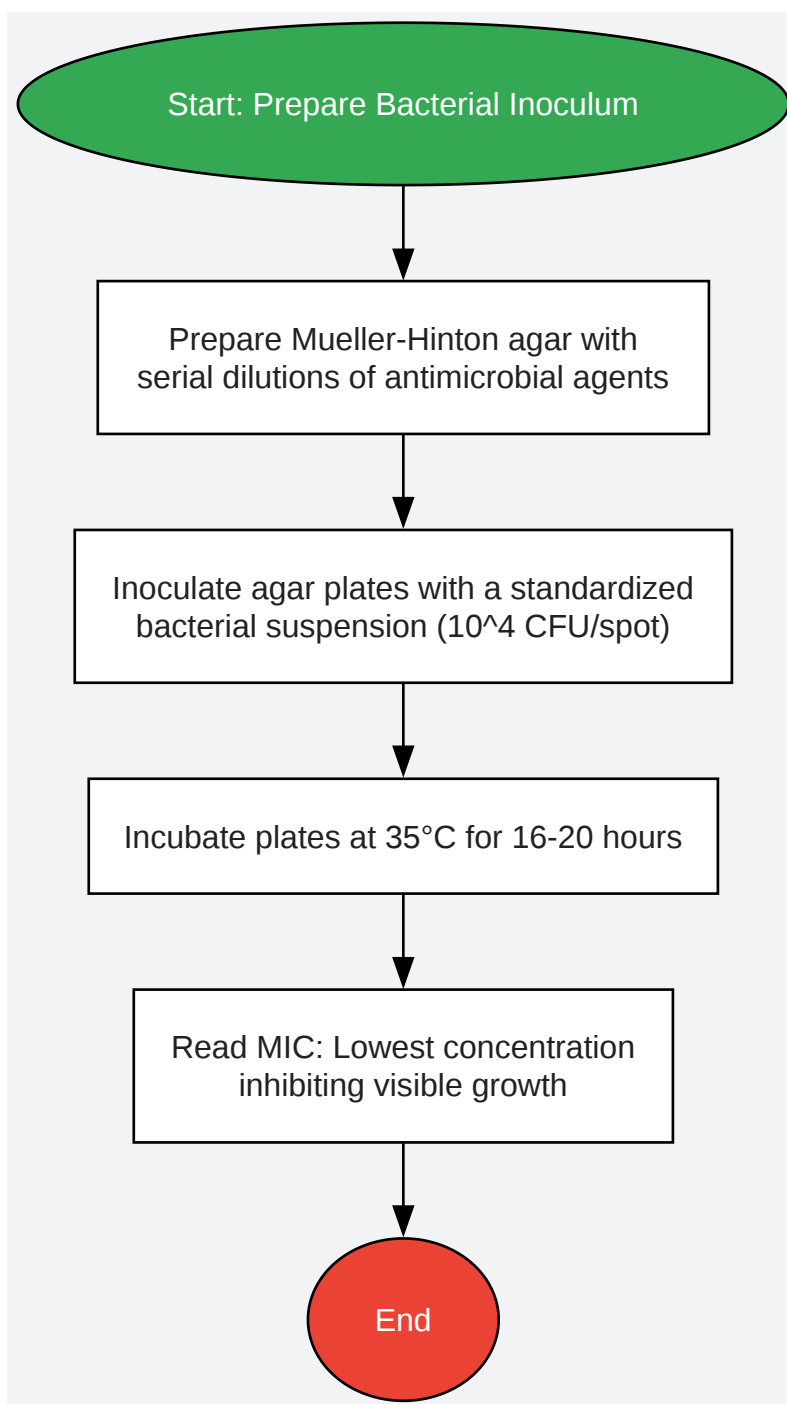 Start: Prepare Bacterial Inoculum
Prepare Mueller-Hinton agar with
serial dilutions of antimicrobial agents
Inoculate agar plates with a standardized
bacterial suspension (10^4 CFU/spot)
Incubate plates at 35°C for 16-20 hours
Read MIC: Lowest concentration
inhibiting visible growth
End